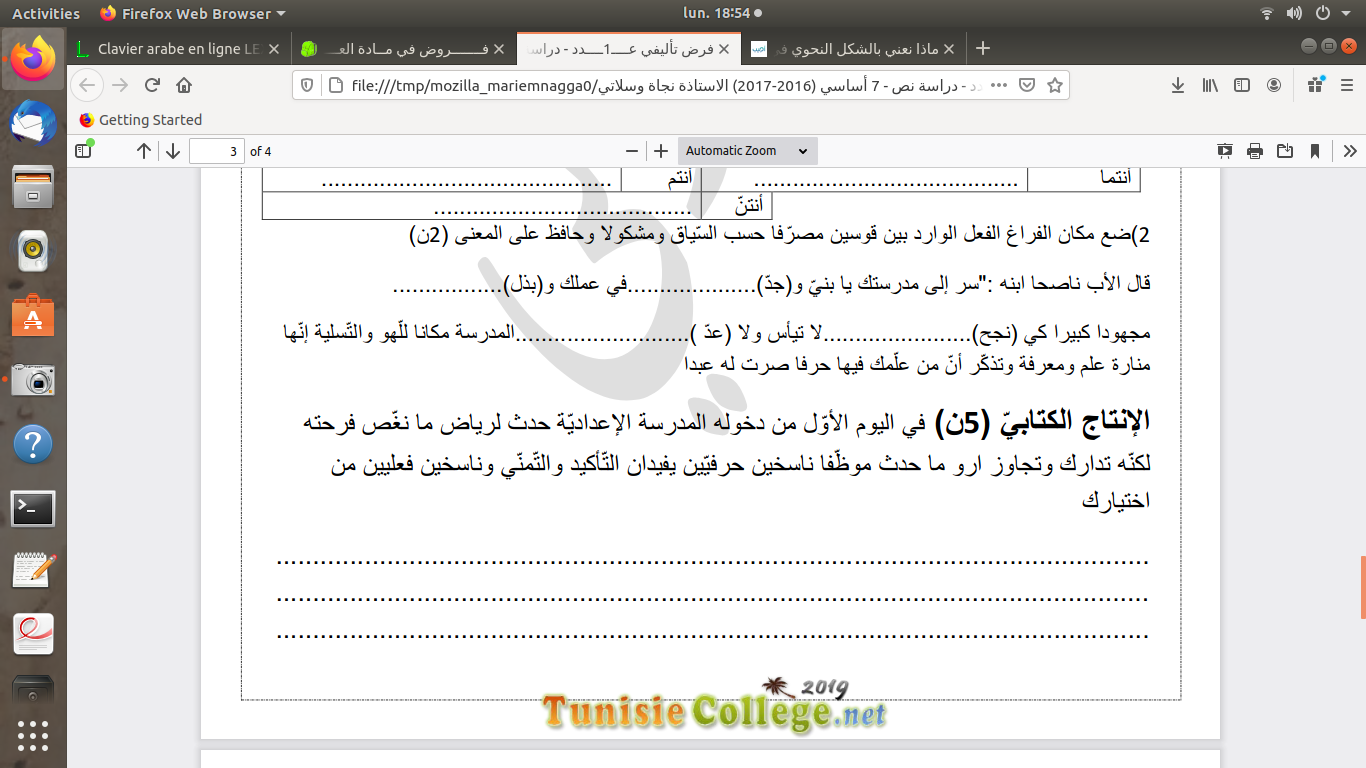 Activities
Firefox Web Browser
lun. 18:54
Clavier arabe en ligne LE
فــــــروض في مــادة العـــ
فرض تأليفي عــــ1ــــدد - دراسة
ماذا نعني بالشكل النحوي في
file:///tmp/mozilla_mariemnagga0/دد - دراسة نص - 7 أساسي (2016-2017) الاستاذة نجاة وسلاتي
Getting Started
3 of 4
Automatic Zoom
أنتما ........................................ أنتم ............................................
أنتنّ .......................................
2)ضع مكان الفراغ الفعل الوارد بين قوسين مصرّفا حسب السّياق ومشكولا وحافظ على المعنى (2ن)
قال الأب ناصحا ابنه :"سر إلى مدرستك يا بنيّ و(جدّ)...................في عملك و(بذل)................
مجهودا كبيرا كي (نجح)......................لا تيأس ولا (عدّ )..........................المدرسة مكانا للّهو والتّسلية إنّها
منارة علم ومعرفة وتذكّر أنّ من علّمك فيها حرفا صرت له عبدا
الإنتاج الكتابيّ (5ن) في اليوم الأوّل من دخوله المدرسة الإعداديّة حدث لرياض ما نغّص فرحته
لكنّه تدارك وتجاوز ارو ما حدث موظّفا ناسخين حرفيّين يفيدان التّأكيد والتّمنّي وناسخين فعليين من
اختيارك
........................................................................................................................
........................................................................................................................
........................................................................................................................
2019
TunisieCollege.net